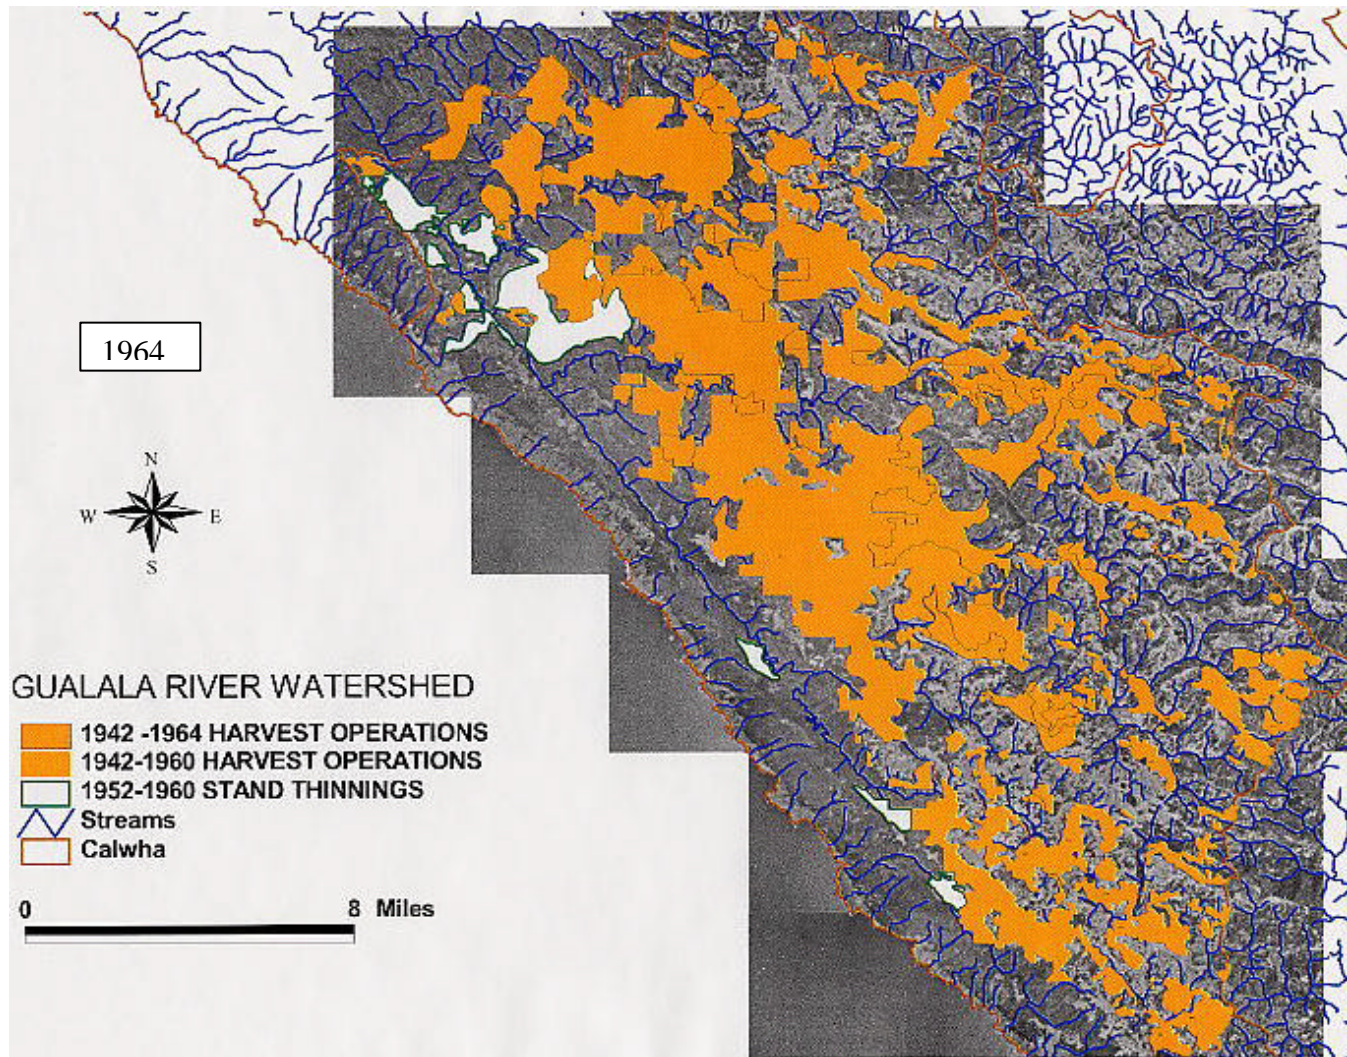 1964
N
W E
S
GUALALA RIVER WATERSHED
1942 -1964 HARVEST OPERATIONS
1942-1960 HARVEST OPERATIONS
1952-1960 STAND THINNINGS
Streams
Calwha
0 8 Miles